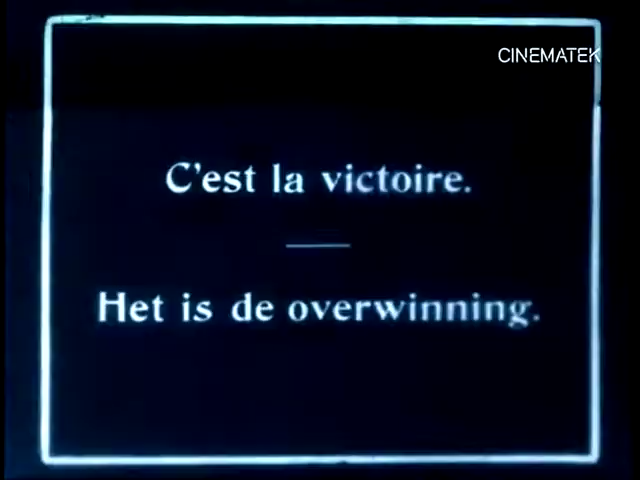 CINEMATEK
C'est la victoire.
Het is de overwinning.